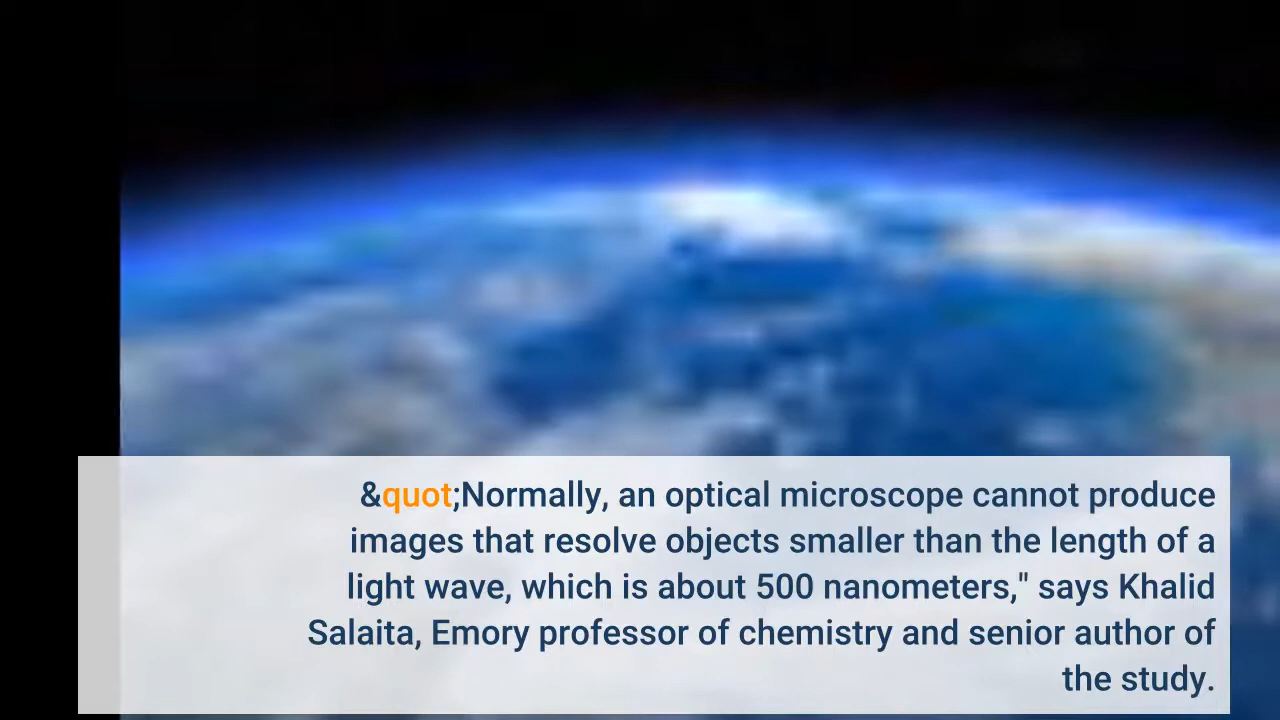 &quot;Normally, an optical microscope cannot produce
images that resolve objects smaller than the length of a
light wave, which is about 500 nanometers," says Khalid
Salaita, Emory professor of chemistry and senior author of
the study.